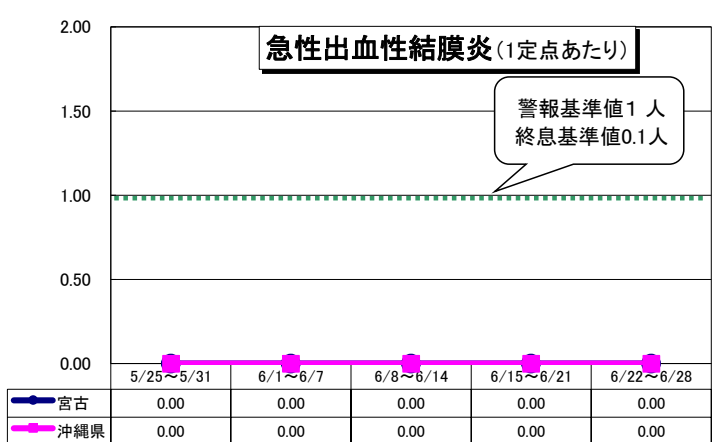 急性出血性結膜炎(1定点あたり)
警報基準値1 人
終息基準値0.1人
2.00
1.50
1.00
0.50
0.00
5/25～5/31 6/1～6/7 6/8～6/14 6/15～6/21 6/22～6/28
宮古 0.00 0.00 0.00 0.00 0.00
沖縄県 0.00 0.00 0.00 0.00 0.00